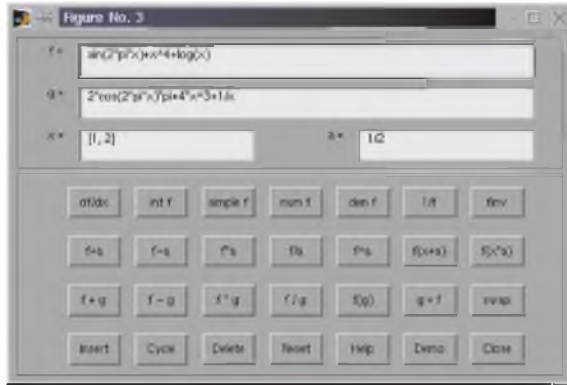 Figure No. 3
f = sin(2*pi*x)+x^4+log(x)
g = 2*cos(2*pi*x)*pi+4*x^3+1/x
x = [1, 2] a = 1/2
df/dx int f simple f num f den f 1/f finv
f+a f-a f*a f/a f^a f(x+a) f(x*a)
f + g f - g f * g f / g f(g) g = f swap
Insert Cycle Delete Reset Help Demo Close